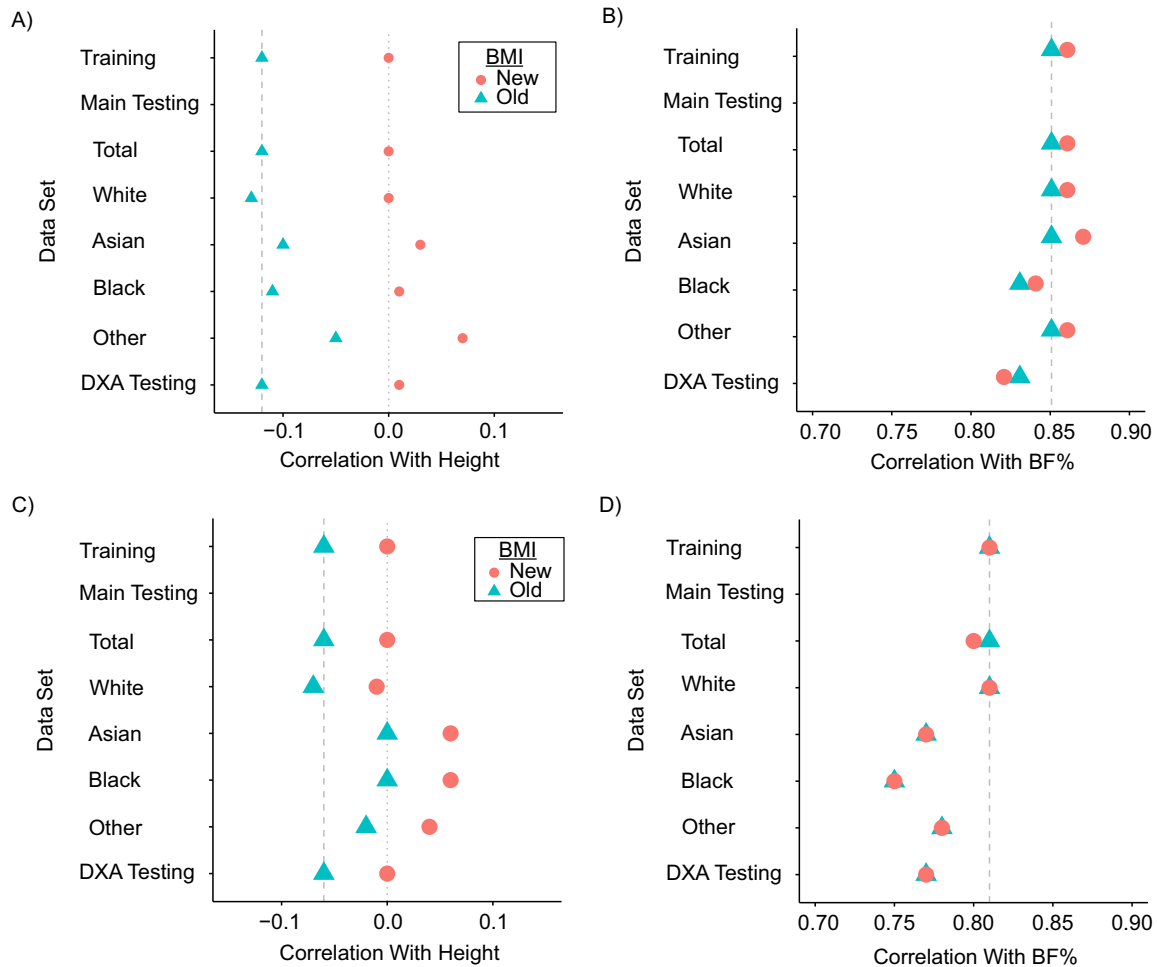 A)
Data Set
Training
Main Testing
Total
White
Asian
Black
Other
DXA Testing
BMI
New
Old
−0.1 0.0 0.1
Correlation With Height
B)
Data Set
Training
Main Testing
Total
White
Asian
Black
Other
DXA Testing
0.70 0.75 0.80 0.85 0.90
Correlation With BF%
C)
Data Set
Training
Main Testing
Total
White
Asian
Black
Other
DXA Testing
BMI
New
Old
−0.1 0.0 0.1
Correlation With Height
D)
Data Set
Training
Main Testing
Total
White
Asian
Black
Other
DXA Testing
0.70 0.75 0.80 0.85 0.90
Correlation With BF%